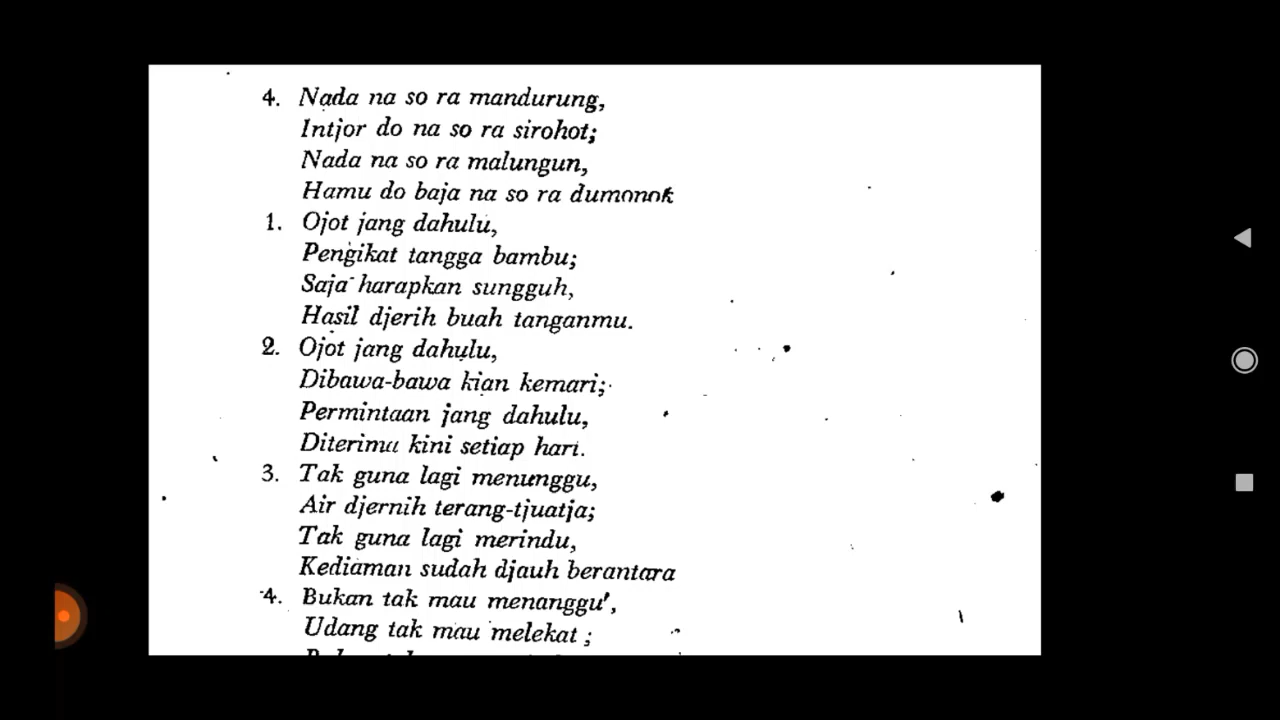 4. Nada na so ra mandurung,
Intjor do na so ra sirohot;
Nada na so ra malungun,
Hamu do baja na so ra dumonok
1. Ojot jang dahulu,
Pengikat tangga bambu;
Saja harapkan sungguh,
Hasil djerih buah tanganmu.
2. Ojot jang dahulu,
Dibawa-bawa kian kemari;
Permintaan jang dahulu,
Diterima kini setiap hari.
3. Tak guna lagi menunggu,
Air djernih terang-tjuatja;
Tak guna lagi merindu,
Kediaman sudah djauh berantara
4. Bukan tak mau menanggu',
Udang tak mau melekat ;